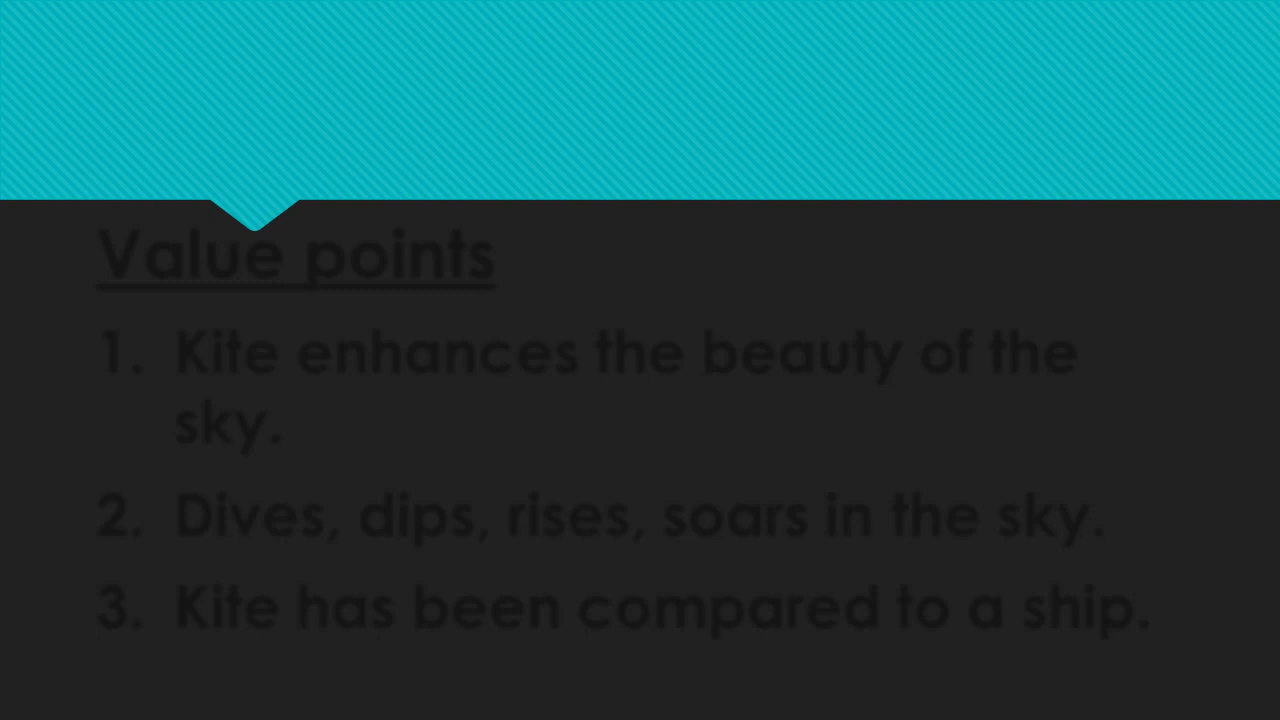 Value points
1. Kite enhances the beauty of the
sky.
2. Dives, dips, rises, soars in the sky.
3. Kite has been compared to a ship.